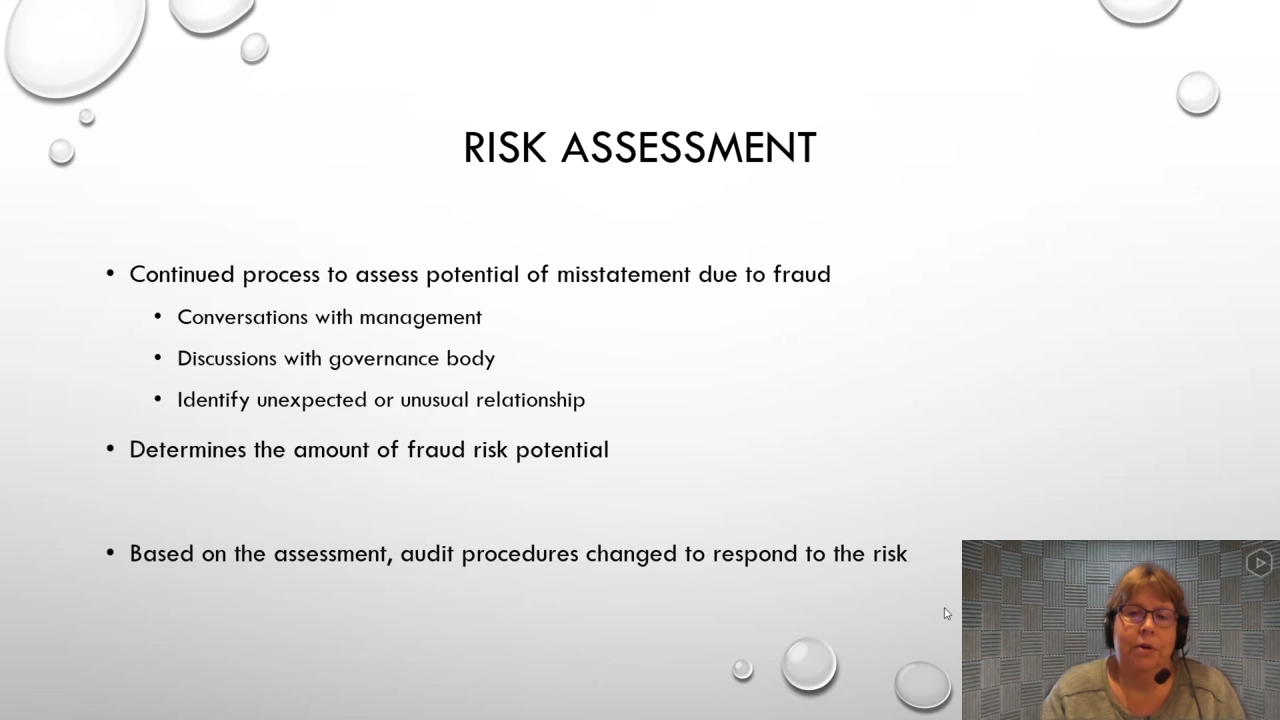 RISK ASSESSMENT
• Continued process to assess potential of misstatement due to fraud
• Conversations with management
• Discussions with governance body
• Identify unexpected or unusual relationship
• Determines the amount of fraud risk potential
• Based on the assessment, audit procedures changed to respond to the risk